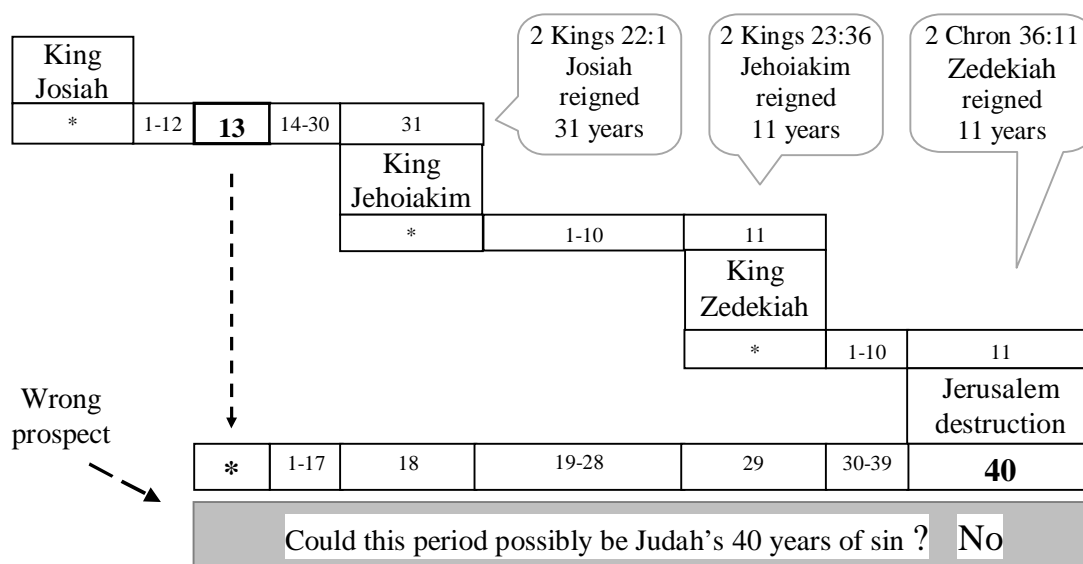 King
Josiah
* 1-12 13 14-30 31
2 Kings 22:1
Josiah
reigned
31 years
2 Kings 23:36
Jehoiakim
reigned
11 years
2 Chron 36:11
Zedekiah
reigned
11 years
King
Jehoiakim
* 1-10 11
King
Zedekiah
* 1-10 11
Jerusalem
destruction
Wrong
prospect
* 1-17 18 19-28 29 30-39 40
Could this period possibly be Judah’s 40 years of sin ? No